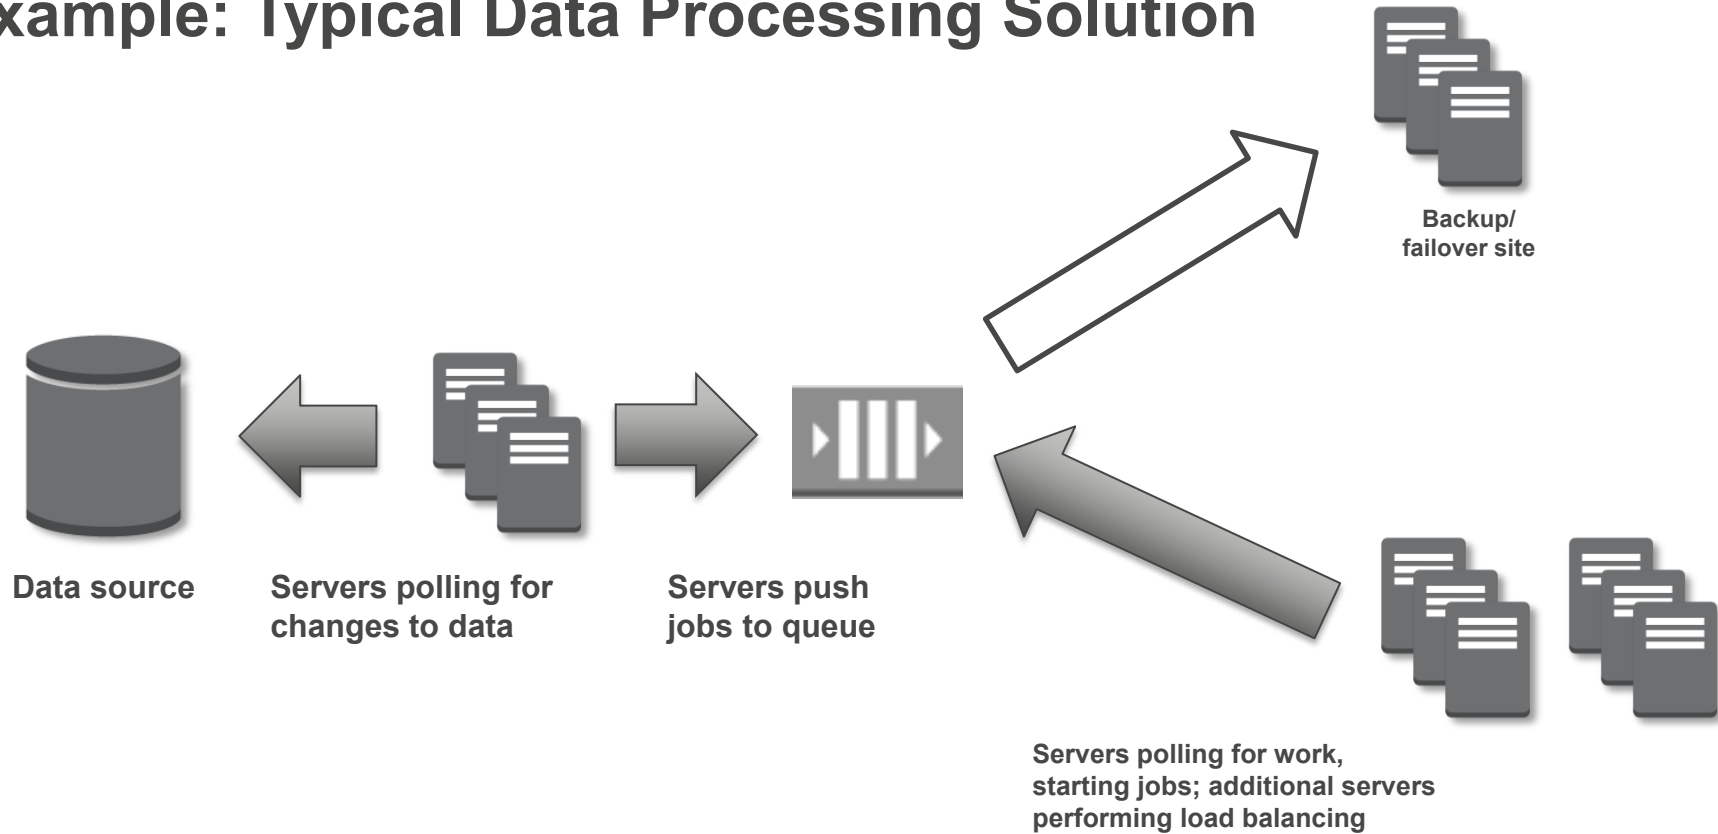 xample: Typical Data Processing Solution
Backup/
failover site
Data source
Servers polling for
changes to data
Servers push
jobs to queue
Servers polling for work,
starting jobs; additional servers
performing load balancing